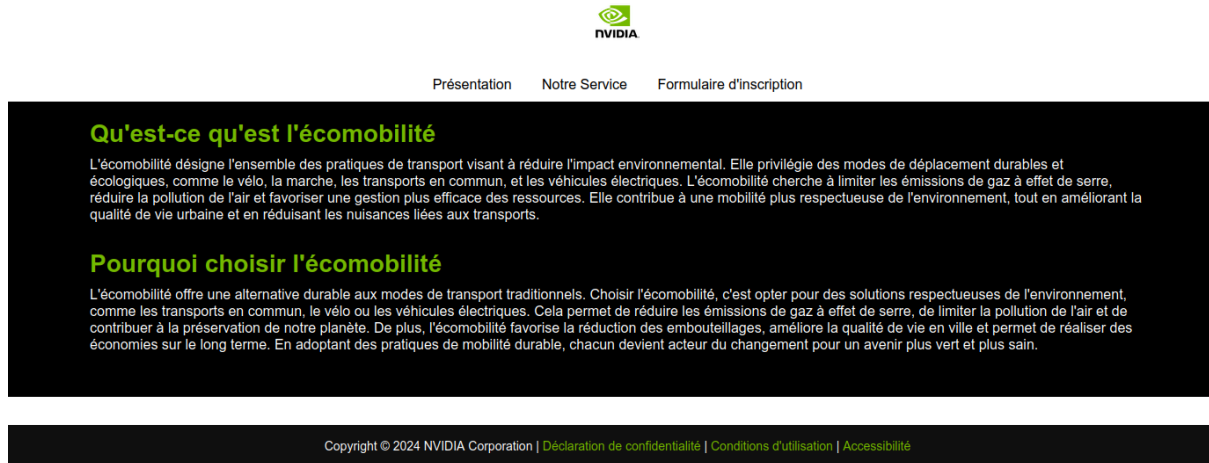 NVIDIA.
Présentation Notre Service Formulaire d'inscription
Qu'est-ce qu'est l'écomobilité
L'écomobilité désigne l'ensemble des pratiques de transport visant à réduire l'impact environnemental. Elle privilégie des modes de déplacement durables et
écologiques, comme le vélo, la marche, les transports en commun, et les véhicules électriques. L'écomobilité cherche à limiter les émissions de gaz à effet de serre,
réduire la pollution de l'air et favoriser une gestion plus efficace des ressources. Elle contribue à une mobilité plus respectueuse de l'environnement, tout en améliorant la
qualité de vie urbaine et en réduisant les nuisances liées aux transports.
Pourquoi choisir l'écomobilité
L'écomobilité offre une alternative durable aux modes de transport traditionnels. Choisir l'écomobilité, c'est opter pour des solutions respectueuses de l'environnement,
comme les transports en commun, le vélo ou les véhicules électriques. Cela permet de réduire les émissions de gaz à effet de serre, de limiter la pollution de l'air et de
contribuer à la préservation de notre planète. De plus, l'écomobilité favorise la réduction des embouteillages, améliore la qualité de vie en ville et permet de réaliser des
économies sur le long terme. En adoptant des pratiques de mobilité durable, chacun devient acteur du changement pour un avenir plus vert et plus sain.
Copyright © 2024 NVIDIA Corporation | Déclaration de confidentialité | Conditions d'utilisation | Accessibilité